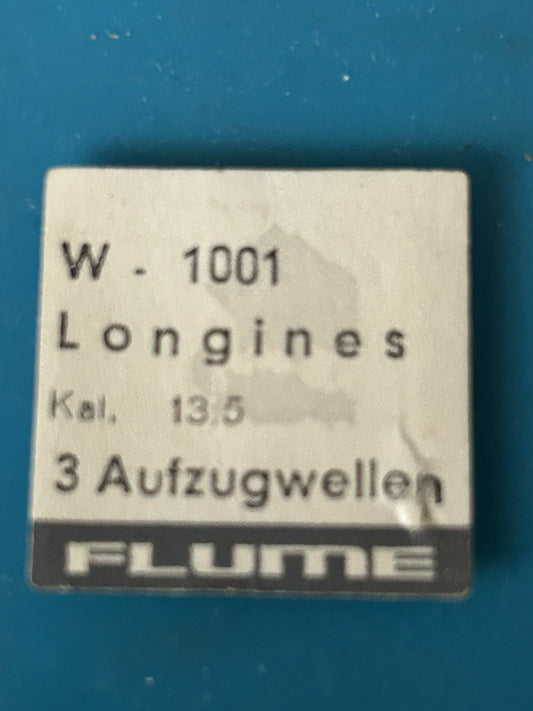 W - 1001
Longines
Kal. 13.5
3 Aufzugwellen
FLUME